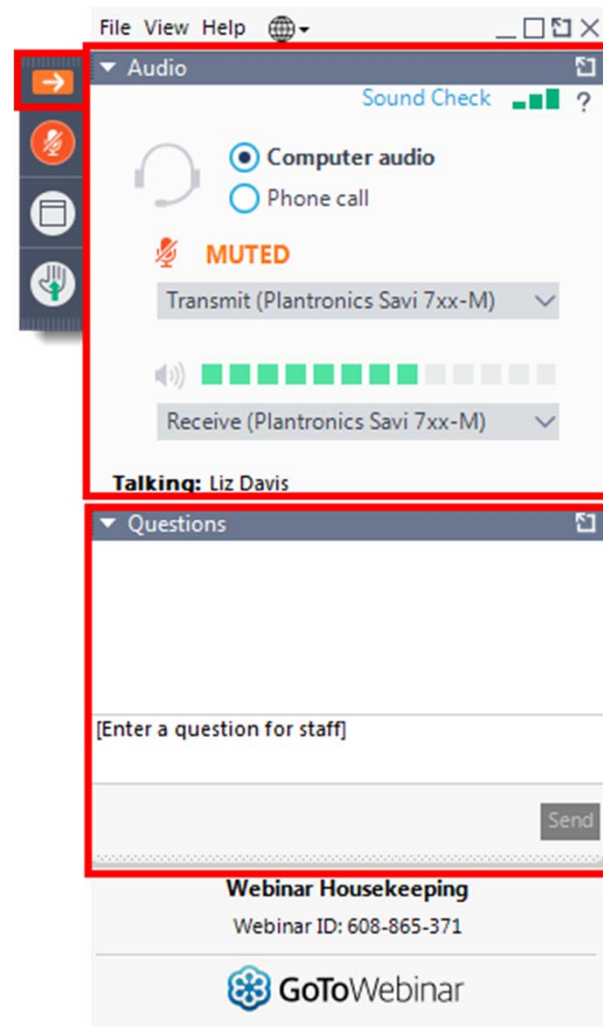 File View Help
Audio
Sound Check ?
Computer audio
Phone call
MUTED
Transmit (Plantronics Savi 7xx-M)
Receive (Plantronics Savi 7xx-M)
Talking: Liz Davis
Questions
[Enter a question for staff]
Send
Webinar Housekeeping
Webinar ID: 608-865-371
GoToWebinar